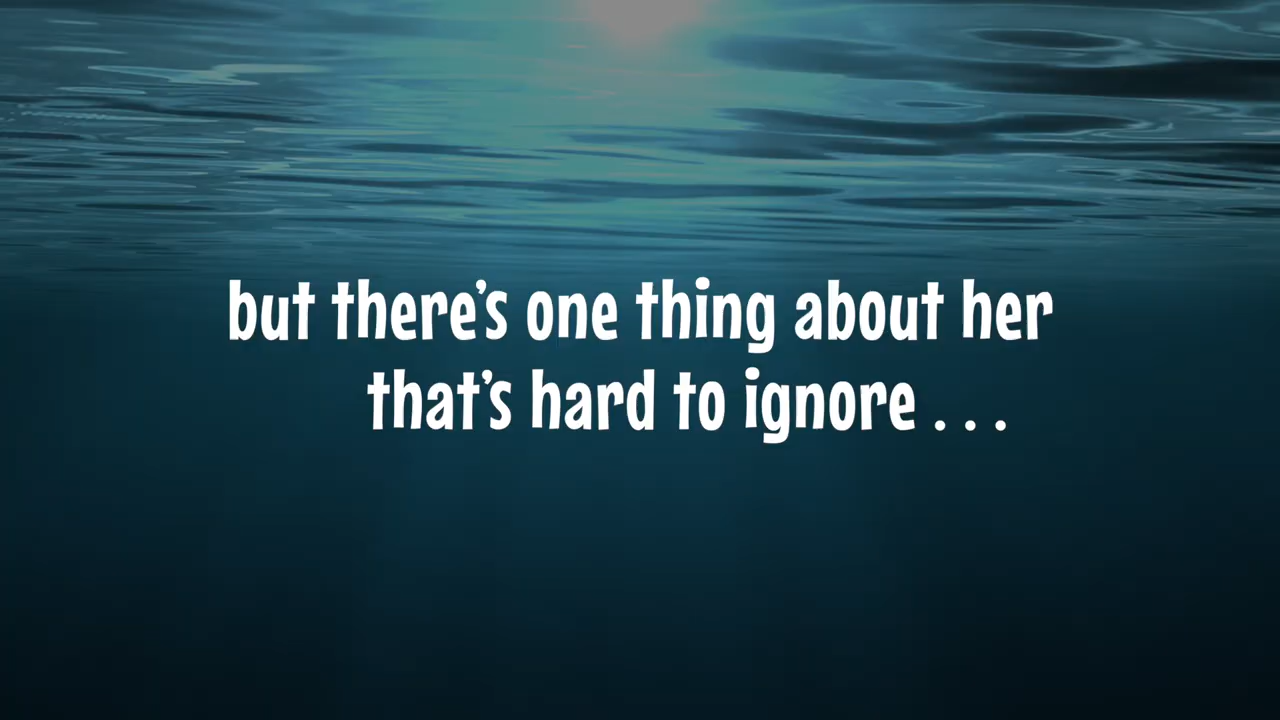 but there's one thing about her
that's hard to ignore . . .